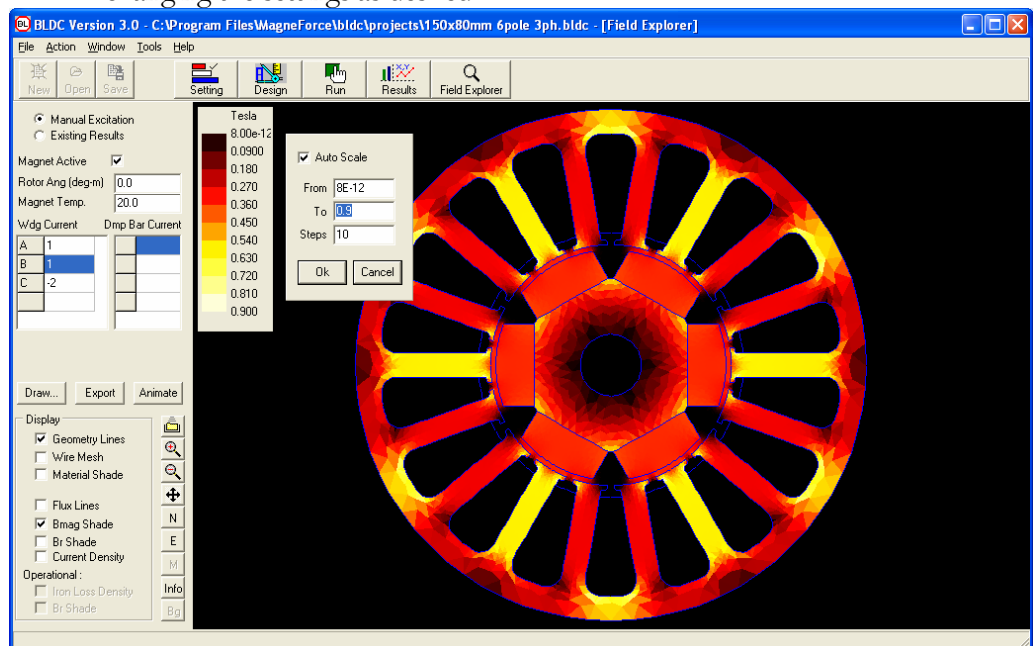 changing the settings as desired
BLDC Version 3.0 - C:\Program Files\MagneForce\bldc\projects\150x80mm 6pole 3ph.bldc - [Field Explorer]
File Action Window Tools Help
New Open Save Setting Design Run Results Field Explorer
Manual Excitation
Existing Results
Magnet Active
Rotor Ang (deg-m) 0.0
Magnet Temp. 20.0
Wdg Current Dmp Bar Current
A 1
B 1
C -2
Draw... Export Animate
Display
Geometry Lines
Wire Mesh
Material Shade
Flux Lines
Bmag Shade
Br Shade
Current Density
Operational :
Iron Loss Density
Br Shade
N
E
M
Info
Bg
Tesla
8.00e-12
0.0900
0.180
0.270
0.360
0.450
0.540
0.630
0.720
0.810
0.900
Auto Scale
From 8E-12
To 0.9
Steps 10
Ok Cancel